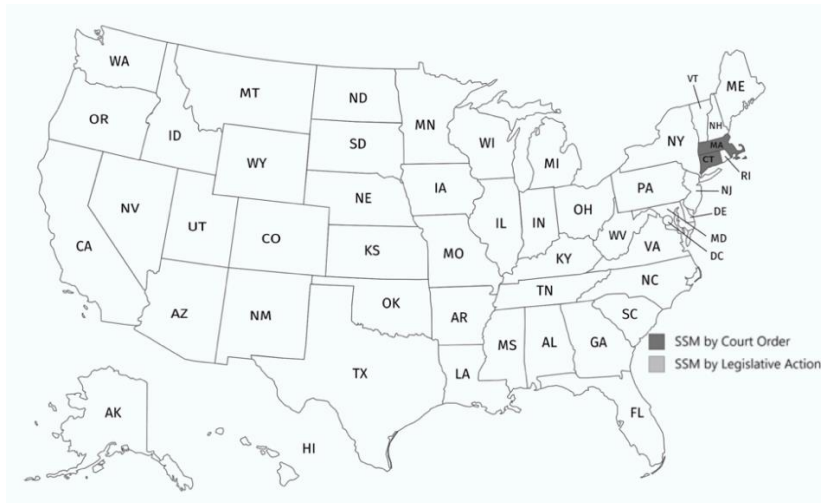 WA
OR
CA
NV
ID
MT
WY
UT
AZ
CO
NM
ND
SD
NE
KS
OK
TX
MN
IA
MO
AR
LA
WI
IL
MI
IN
OH
KY
TN
MS
AL
GA
FL
SC
NC
VA
WV
PA
NY
VT
NH
ME
MA
CT
RI
NJ
DE
MD
DC
AK
HI
SSM by Court Order
SSM by Legislative Action